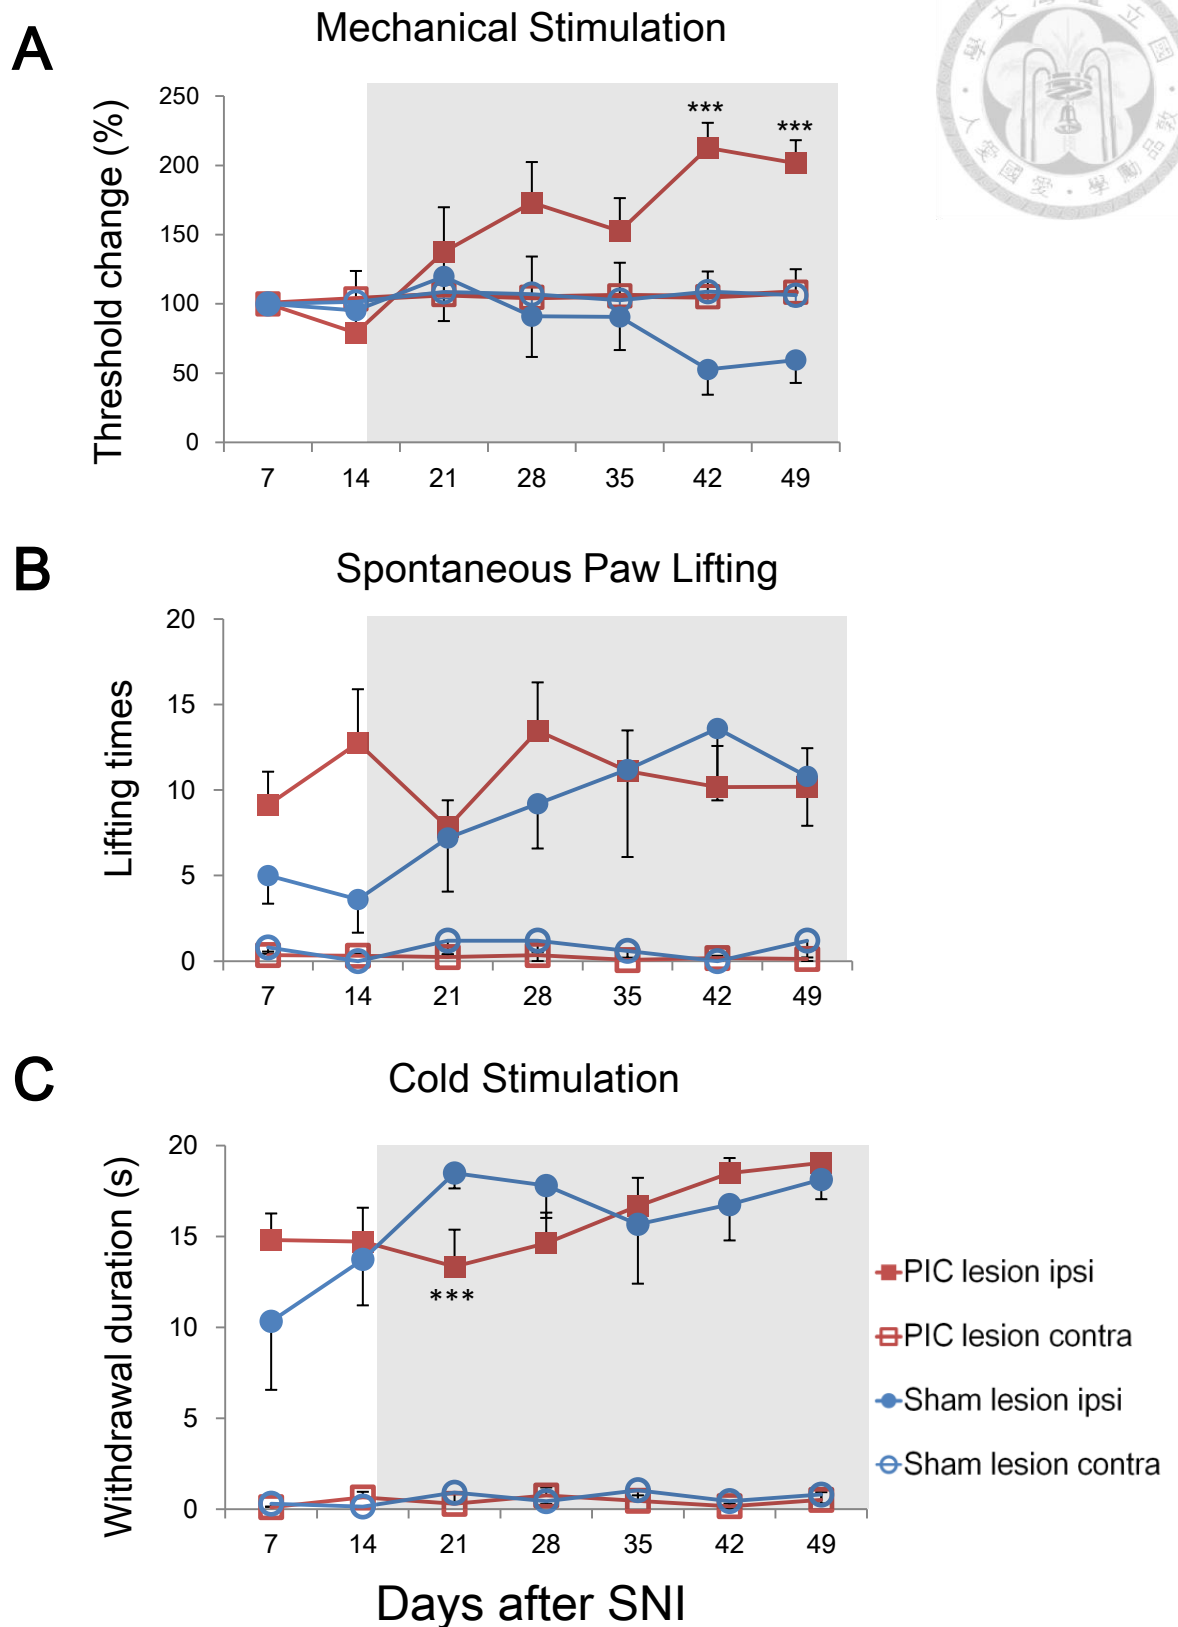 A
Mechanical Stimulation
Threshold change (%)
250
200
150
100
50
0
***
***
7 14 21 28 35 42 49
B
Spontaneous Paw Lifting
Lifting times
20
15
10
5
0
7 14 21 28 35 42 49
C
Cold Stimulation
Withdrawal duration (s)
20
15
10
5
0
***
7 14 21 28 35 42 49
Days after SNI
PIC lesion ipsi
PIC lesion contra
Sham lesion ipsi
Sham lesion contra